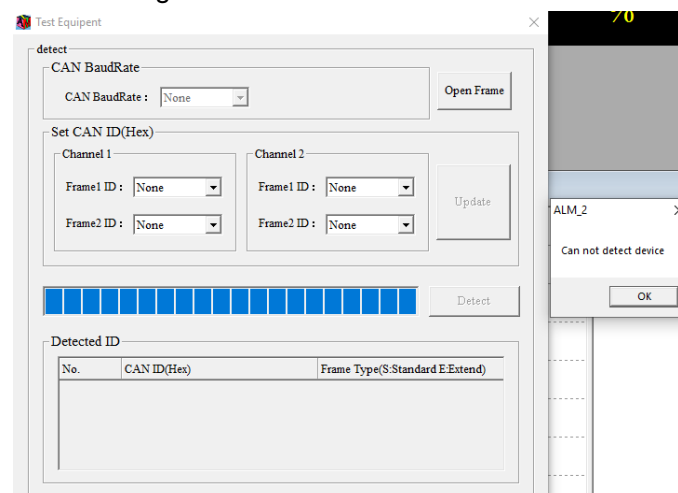 %
Test Equipent
detect
CAN BaudRate
CAN BaudRate : None
Open Frame
Set CAN ID(Hex)
Channel 1
Frame1 ID : None
Frame2 ID : None
Channel 2
Frame1 ID : None
Frame2 ID : None
Update
ALM_2
Can not detect device
OK
Detect
Detected ID
No. CAN ID(Hex) Frame Type(S:Standard E:Extend)